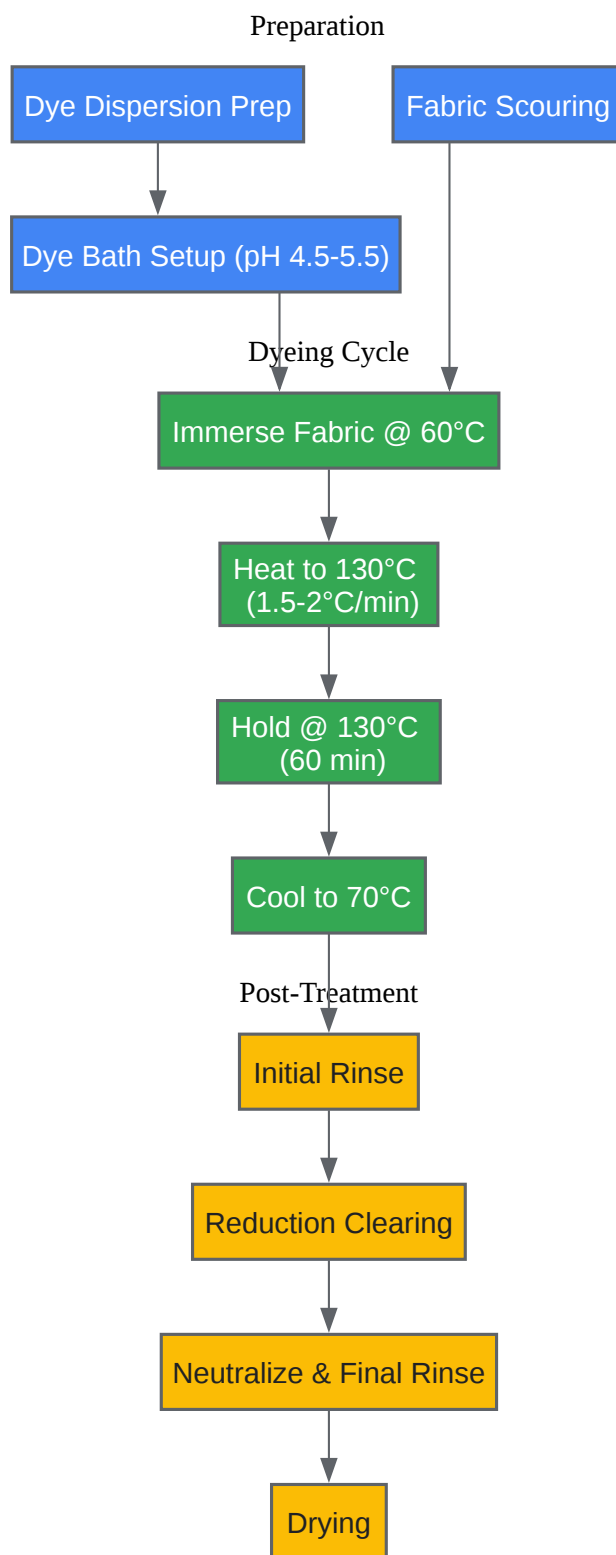 Preparation
Dye Dispersion Prep
Fabric Scouring
Dye Bath Setup (pH 4.5-5.5)
Dyeing Cycle
Immerse Fabric @ 60°C
Heat to 130°C
(1.5-2°C/min)
Hold @ 130°C
(60 min)
Cool to 70°C
Post-Treatment
Initial Rinse
Reduction Clearing
Neutralize & Final Rinse
Drying